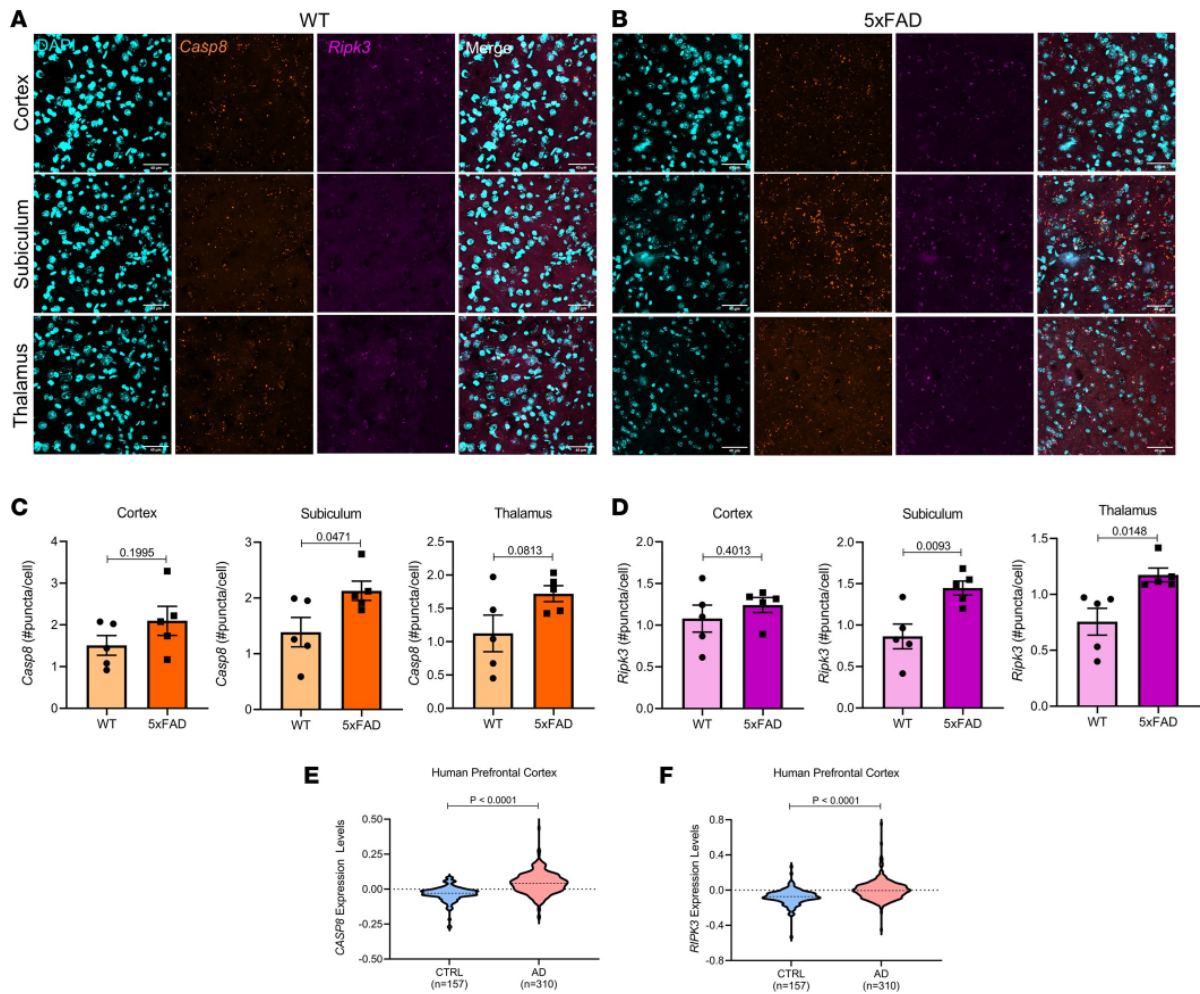 A
WT
B
5xFAD
DAPI
Casp8
Ripk3
Merge
Cortex
Subiculum
Thalamus
C
Cortex
Casp8 (#puncta/cell)
4
3
2
1
0
0.1995
WT
5xFAD
Subiculum
Casp8 (#puncta/cell)
3
2
1
0
0.0471
WT
5xFAD
Thalamus
Casp8 (#puncta/cell)
2.5
2.0
1.5
1.0
0.5
0.0
0.0813
WT
5xFAD
D
Cortex
Ripk3 (#puncta/cell)
2.0
1.5
1.0
0.5
0.0
0.4013
WT
5xFAD
Subiculum
Ripk3 (#puncta/cell)
2.0
1.5
1.0
0.5
0.0
0.0093
WT
5xFAD
Thalamus
Ripk3 (#puncta/cell)
1.5
1.0
0.5
0.0
0.0148
WT
5xFAD
E
Human Prefrontal Cortex
P < 0.0001
CASP8 Expression Levels
0.50
0.25
0.00
-0.25
-0.50
CTRL
(n=157)
AD
(n=310)
F
Human Prefrontal Cortex
P < 0.0001
RIPK3 Expression Levels
0.8
0.4
-0.0
-0.4
-0.8
CTRL
(n=157)
AD
(n=310)